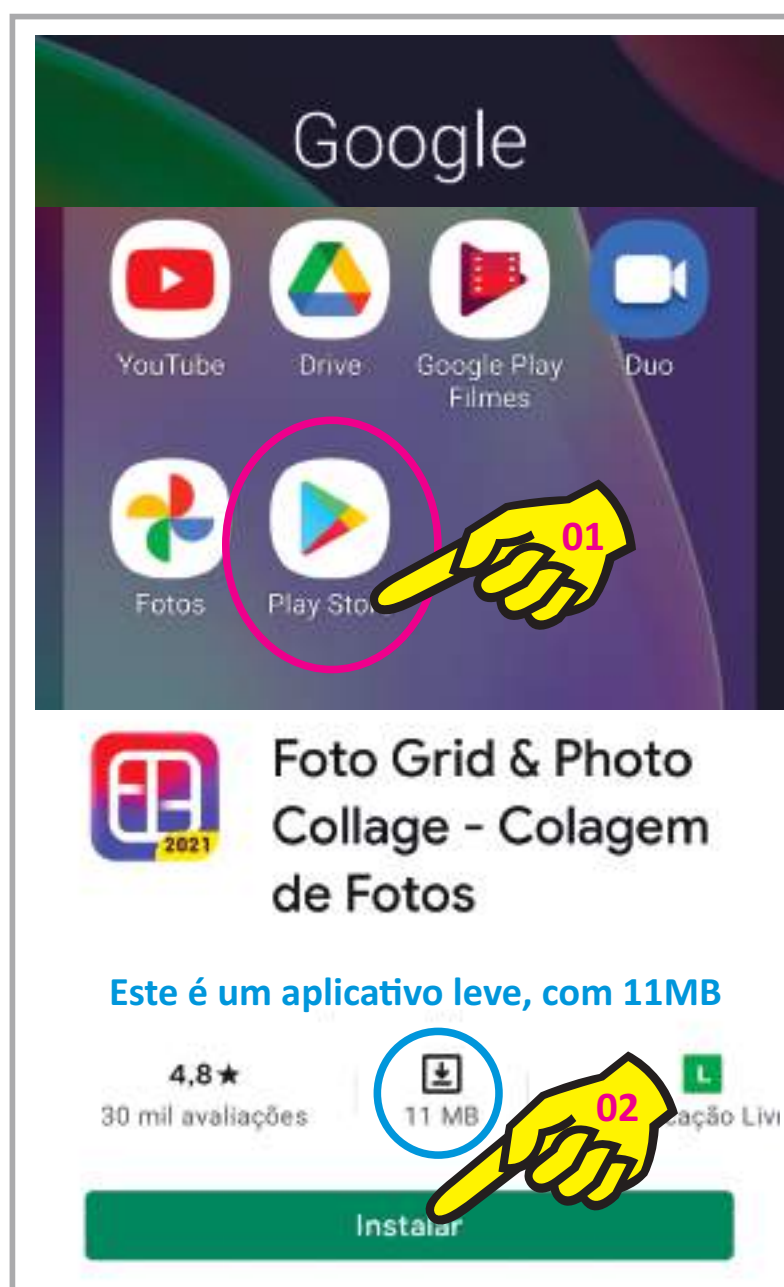 Google
YouTube
Drive
Google Play
Filmes
Duo
Fotos
Play
01
Foto Grid & Photo
Collage - Colagem
de Fotos
2021
Este é um aplicativo leve, com 11MB
4,8★
11 MB
L
30 mil avaliações
02
Livr
Instalar